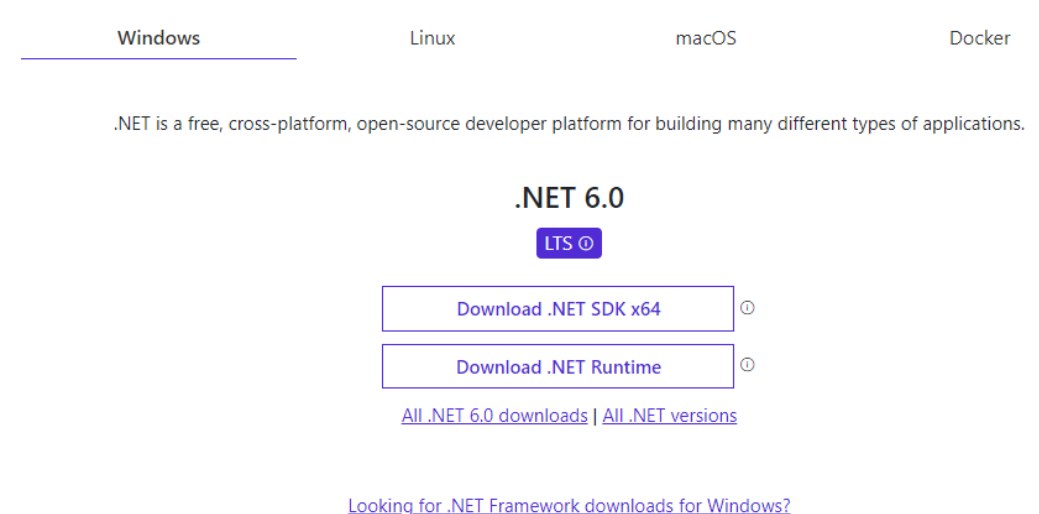 Windows Linux macOS Docker
.NET is a free, cross-platform, open-source developer platform for building many different types of applications.
.NET 6.0
LTS
Download .NET SDK x64
Download .NET Runtime
All .NET 6.0 downloads | All .NET versions
Looking for .NET Framework downloads for Windows?